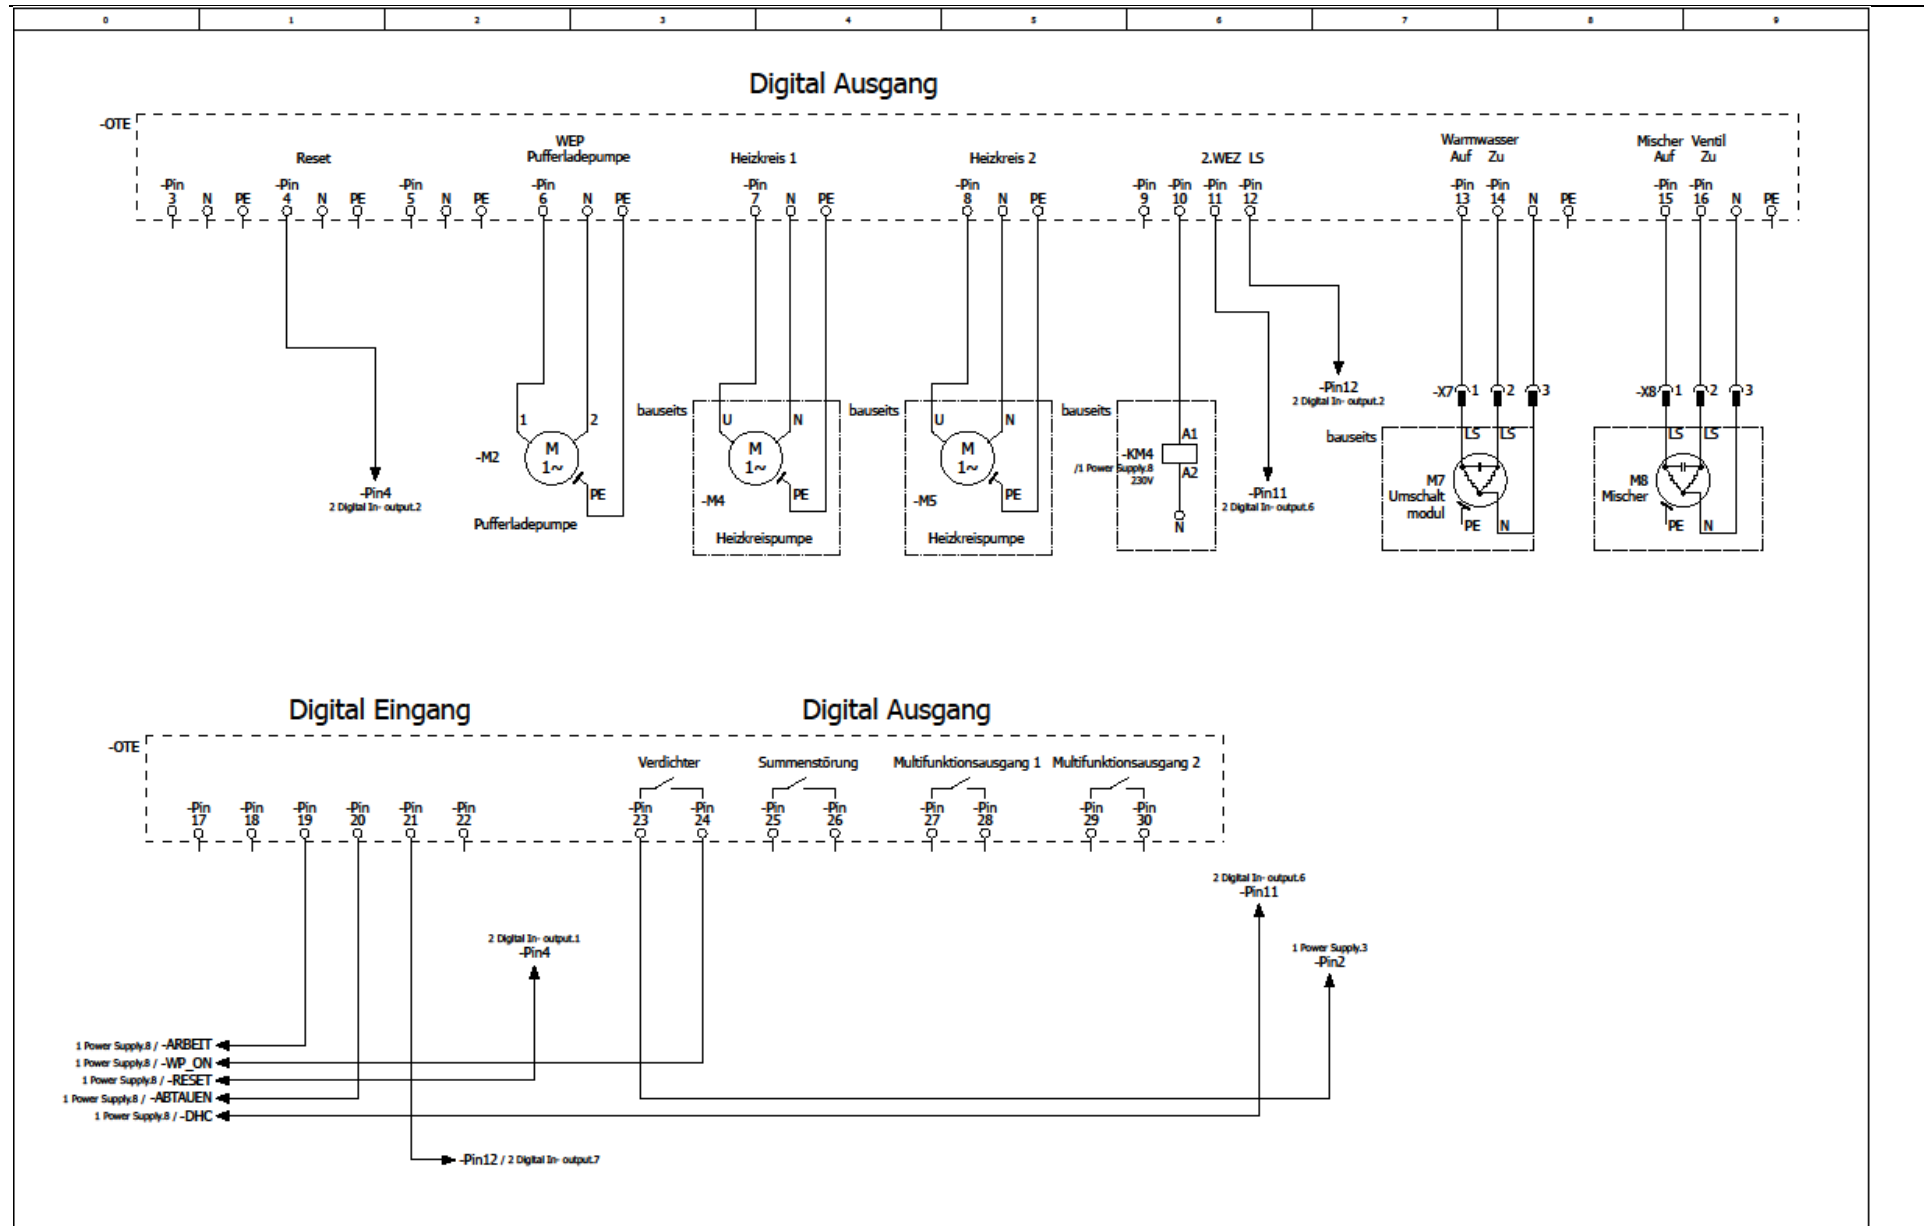 0 1 2 3 4 5 6 7 8 9
Digital Ausgang
-OTE
Reset
WEP
Pufferladepumpe
Heizkreis 1
Heizkreis 2
2.WEZ LS
Warmwasser
Auf Zu
Mischer Ventil
Auf Zu
-Pin -Pin -Pin -Pin -Pin -Pin -Pin -Pin -Pin -Pin -Pin -Pin -Pin -Pin
3 N PE 4 N PE 5 N PE 6 N PE 7 N PE 8 N PE 9 10 11 12 13 14 N PE 15 16 N PE
-Pin12
2 Digital In- output.2
-X7 1 2 3
-X8 1 2 3
bauseits
bauseits
bauseits
bauseits
1 2
U N
U N
A1
LS LS
LS LS
-M2
M
1~
PE
Pufferladepumpe
M
1~
-M4
PE
Heizkreispumpe
M
1~
-M5
PE
Heizkreispumpe
-KM4
/1 Power Supply.8
230V
A2
N
M7
Umschalt
modul
PE N
M8
Mischer
PE N
-Pin4
2 Digital In- output.2
-Pin11
2 Digital In- output.6
Digital Eingang
Digital Ausgang
-OTE
Verdichter
Summenstörung
Multifunktionsausgang 1
Multifunktionsausgang 2
-Pin -Pin -Pin -Pin -Pin -Pin -Pin -Pin -Pin -Pin -Pin -Pin -Pin -Pin
17 18 19 20 21 22 23 24 25 26 27 28 29 30
2 Digital In- output.6
-Pin11
2 Digital In- output.1
-Pin4
1 Power Supply.3
-Pin2
1 Power Supply.8 / -ARBEIT
1 Power Supply.8 / -WP_ON
1 Power Supply.8 / -RESET
1 Power Supply.8 / -ABTAUEN
1 Power Supply.8 / -DHC
-Pin12 / 2 Digital In- output.7